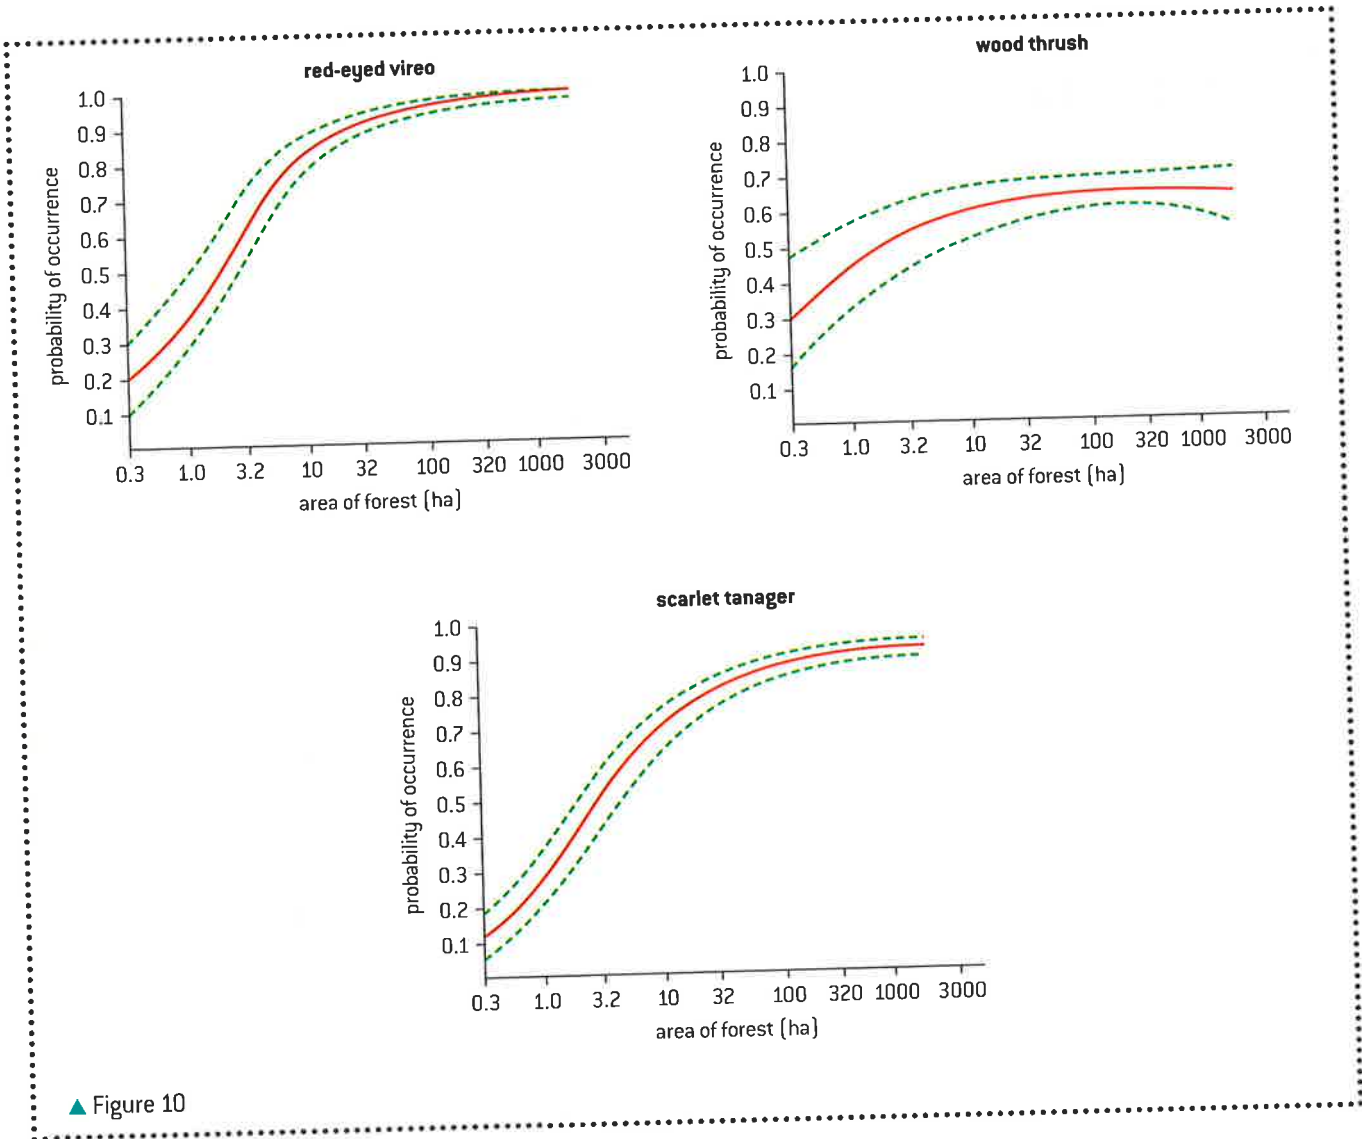 red-eyed vireo
1.0
0.9
0.8
0.7
0.6
0.5
0.4
0.3
0.2
0.1
probability of occurrence
0.3 1.0 3.2 10 32 100 320 1000 3000
area of forest (ha)
wood thrush
1.0
0.9
0.8
0.7
0.6
0.5
0.4
0.3
0.2
0.1
probability of occurrence
0.3 1.0 3.2 10 32 100 320 1000 3000
area of forest (ha)
scarlet tanager
1.0
0.9
0.8
0.7
0.6
0.5
0.4
0.3
0.2
0.1
probability of occurrence
0.3 1.0 3.2 10 32 100 320 1000 3000
area of forest (ha)
▲ Figure 10